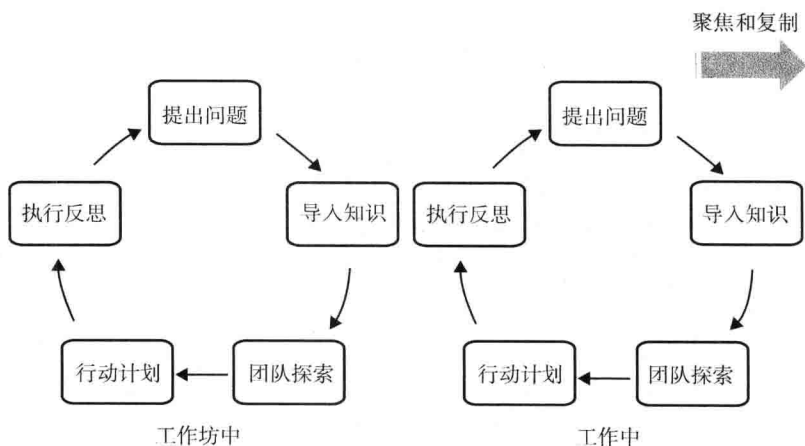 聚焦和复制
提出问题
提出问题
执行反思
导入知识
执行反思
导入知识
行动计划
团队探索
行动计划
团队探索
工作坊中
工作中